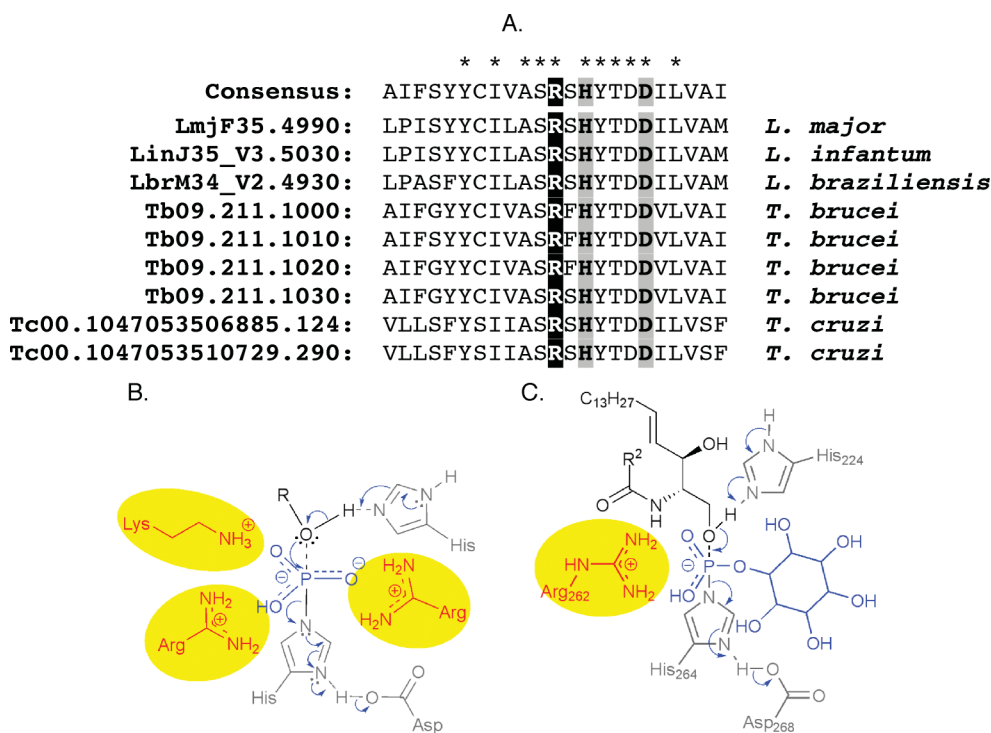 A.
* * *** ***** *
Consensus: AIFSYYCIVASRSHYTDDILVAI
LmjF35.4990: LPISYYCILASRSHYTDDILVAM L. major
LinJ35_V3.5030: LPISYYCILASRSHYTDDILVAM L. infantum
LbrM34_V2.4930: LPASFYCILASRSHYTDDILVAM L. braziliensis
Tb09.211.1000: AIFGYYCIVASRFHYTDDVLVAI T. brucei
Tb09.211.1010: AIFSYYCIVASRFHYTDDVLVAI T. brucei
Tb09.211.1020: AIFGYYCIVASRFHYTDDVLVAI T. brucei
Tb09.211.1030: AIFGYYCIVASRSHYTDDVLVAI T. brucei
Tc00.1047053506885.124: VLLSFYSIIASRSHYTDDILVSF T. cruzi
Tc00.1047053510729.290: VLLSFYSIIASRSHYTDDILVSF T. cruzi
B.
R
H
N
H
O
His
Lys
NH3
⊕
O
⊖
P
O
⊖
HO
H2N
NH2
⊕
Arg
NH2
NH2
⊕
Arg
N
N
H
O
O
His
Asp
C.
C13H27
OH
R2
O
N
H
O
H
H
N
N
His224
NH2
HN
⊕
NH2
Arg262
O
⊖
P
O
HO
OH
OH
OH
OH
HO
N
N
H
O
O
His264
Asp268